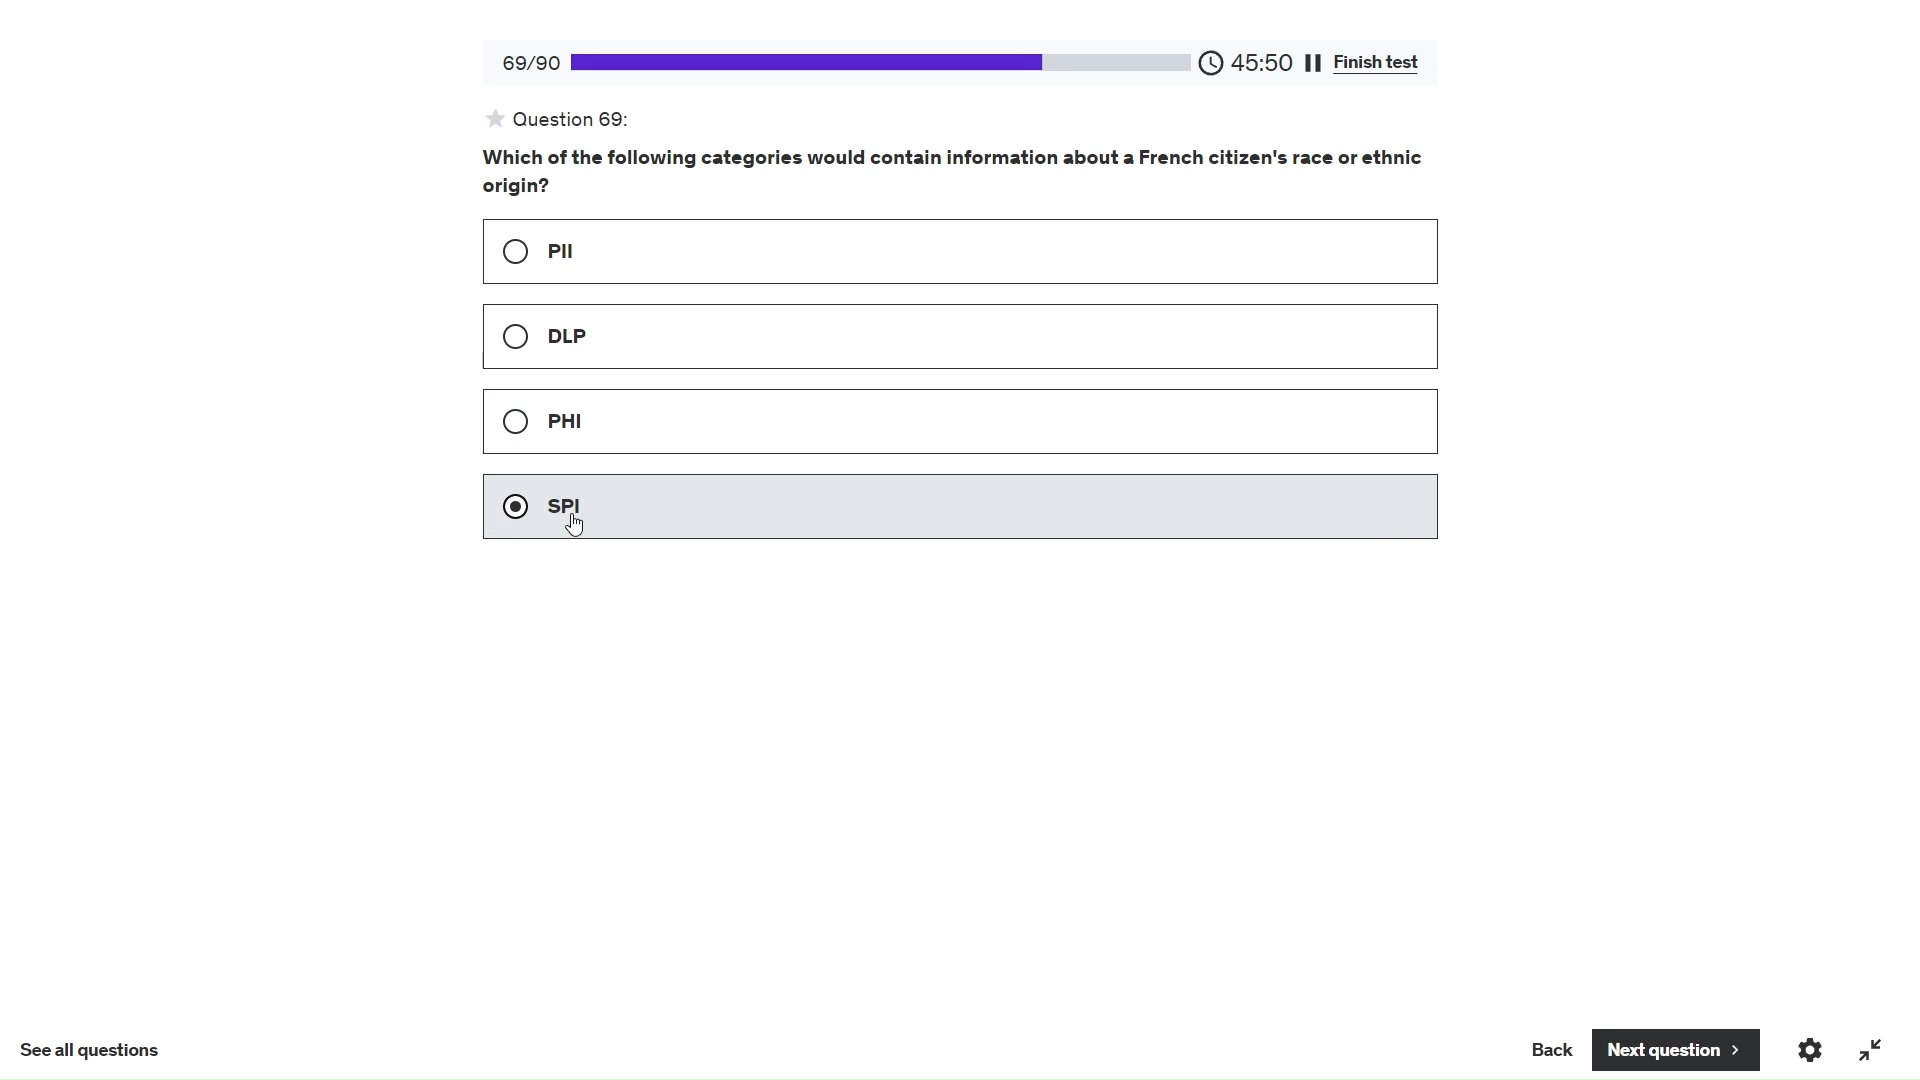 69/90
45:50
Finish test
Question 69:
Which of the following categories would contain information about a French citizen's race or ethnic
origin?
PII
DLP
PHI
SPI
See all questions
Back
Next question